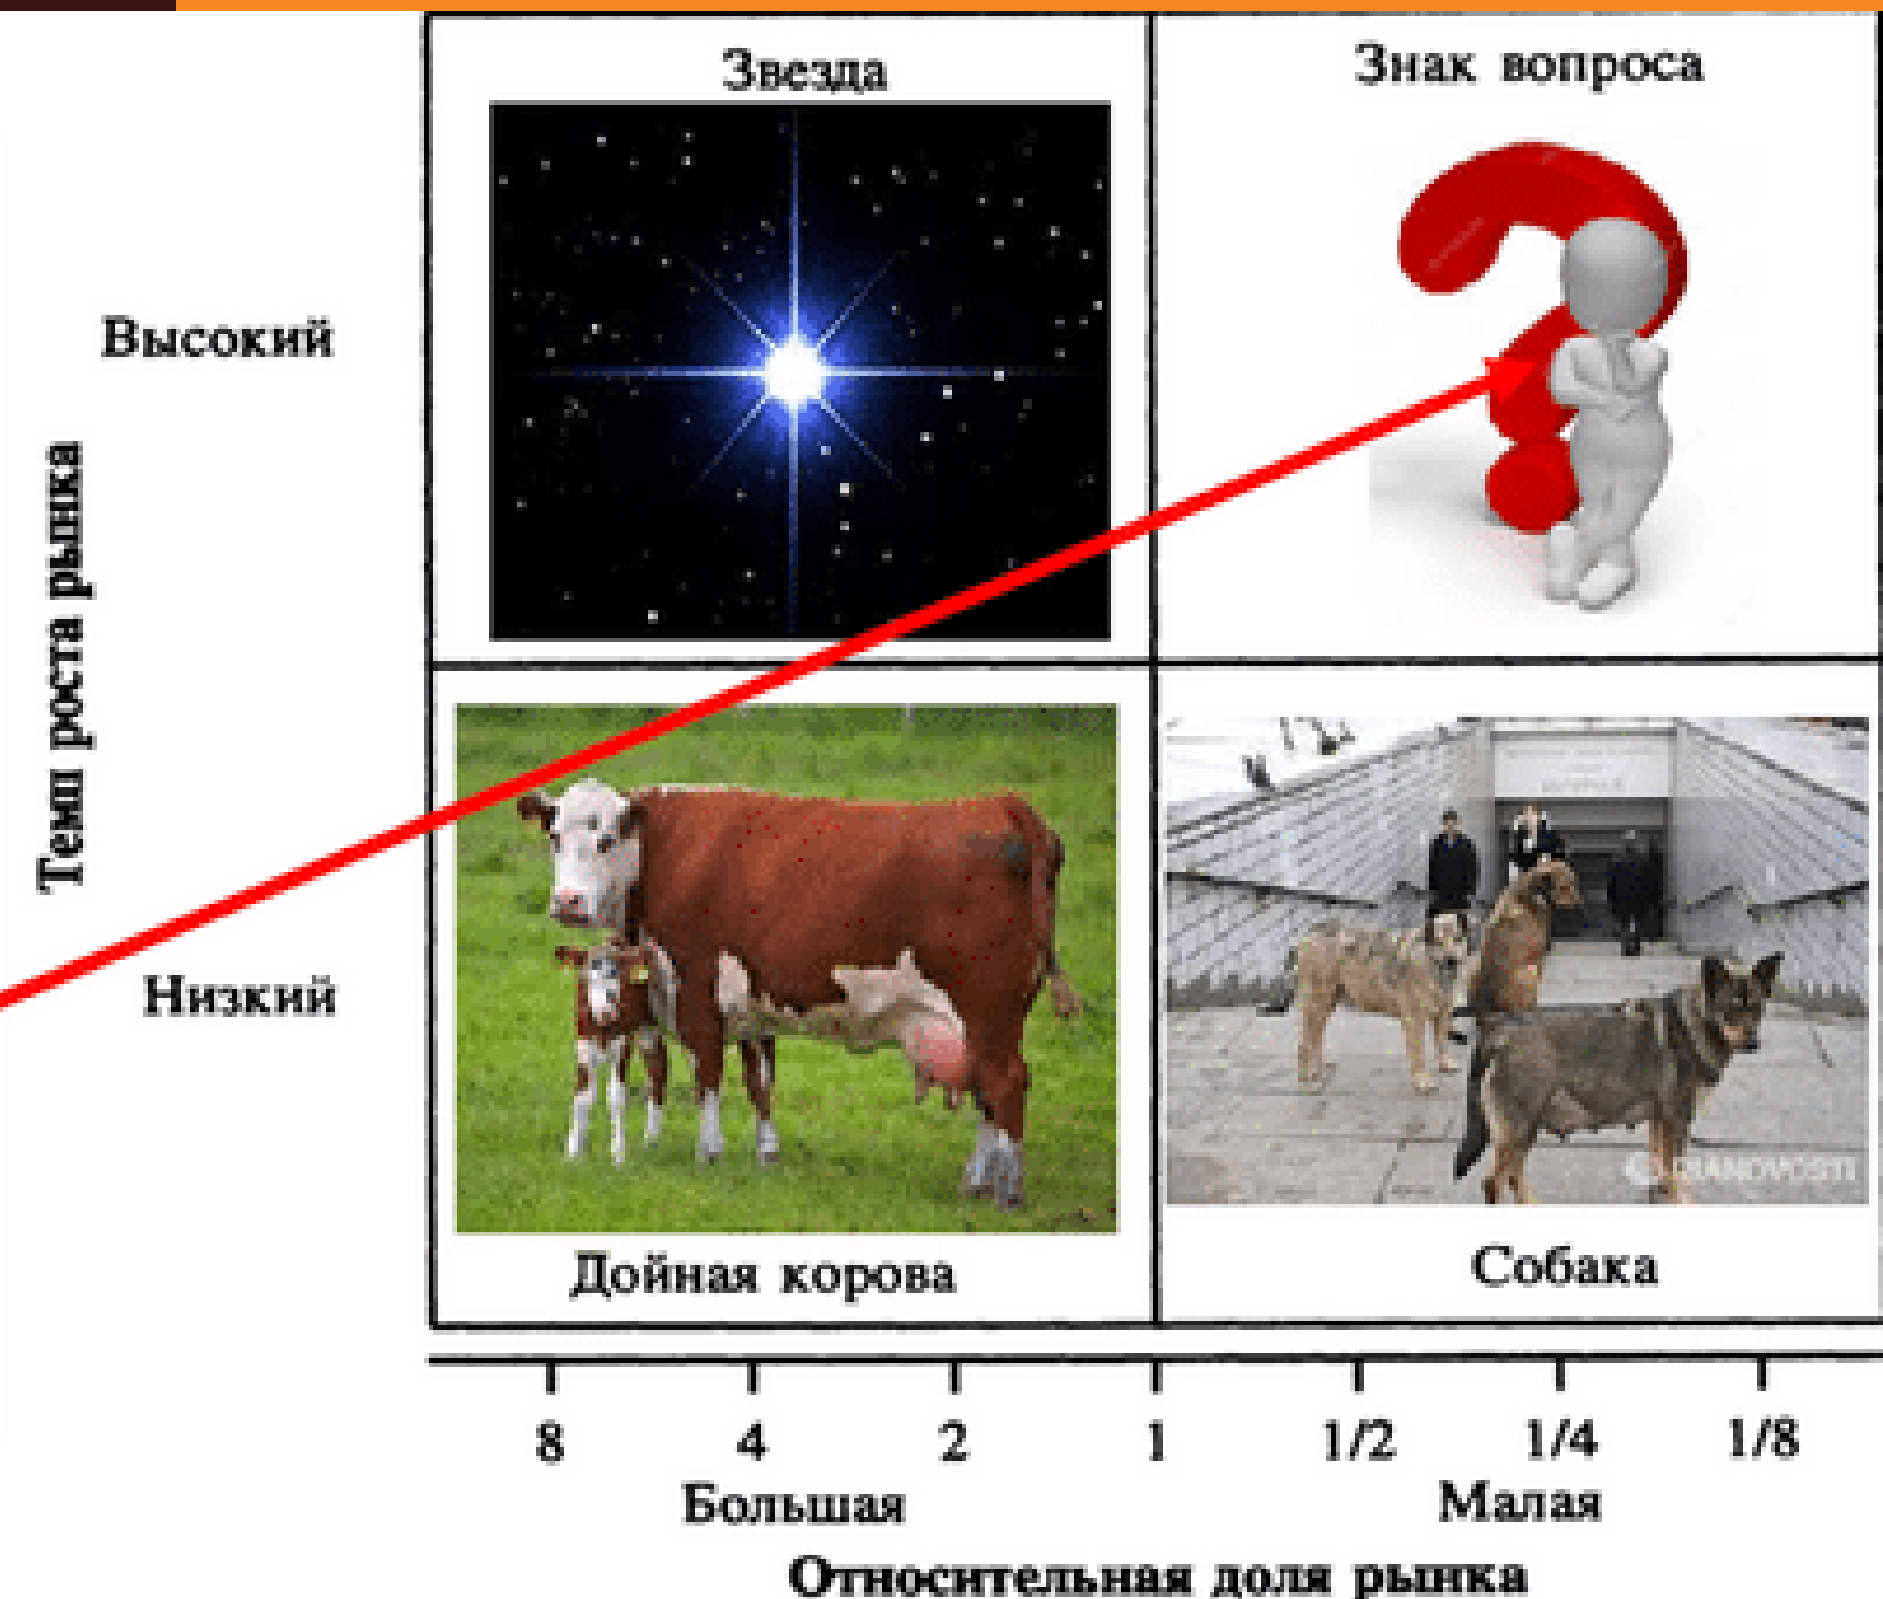 Звезда
Знак вопроса
Высокий
Темп роста рынка
Низкий
Дойная корова
Собака
8 4 2 1 1/2 1/4 1/8
Большая Малая
Относительная доля рынка